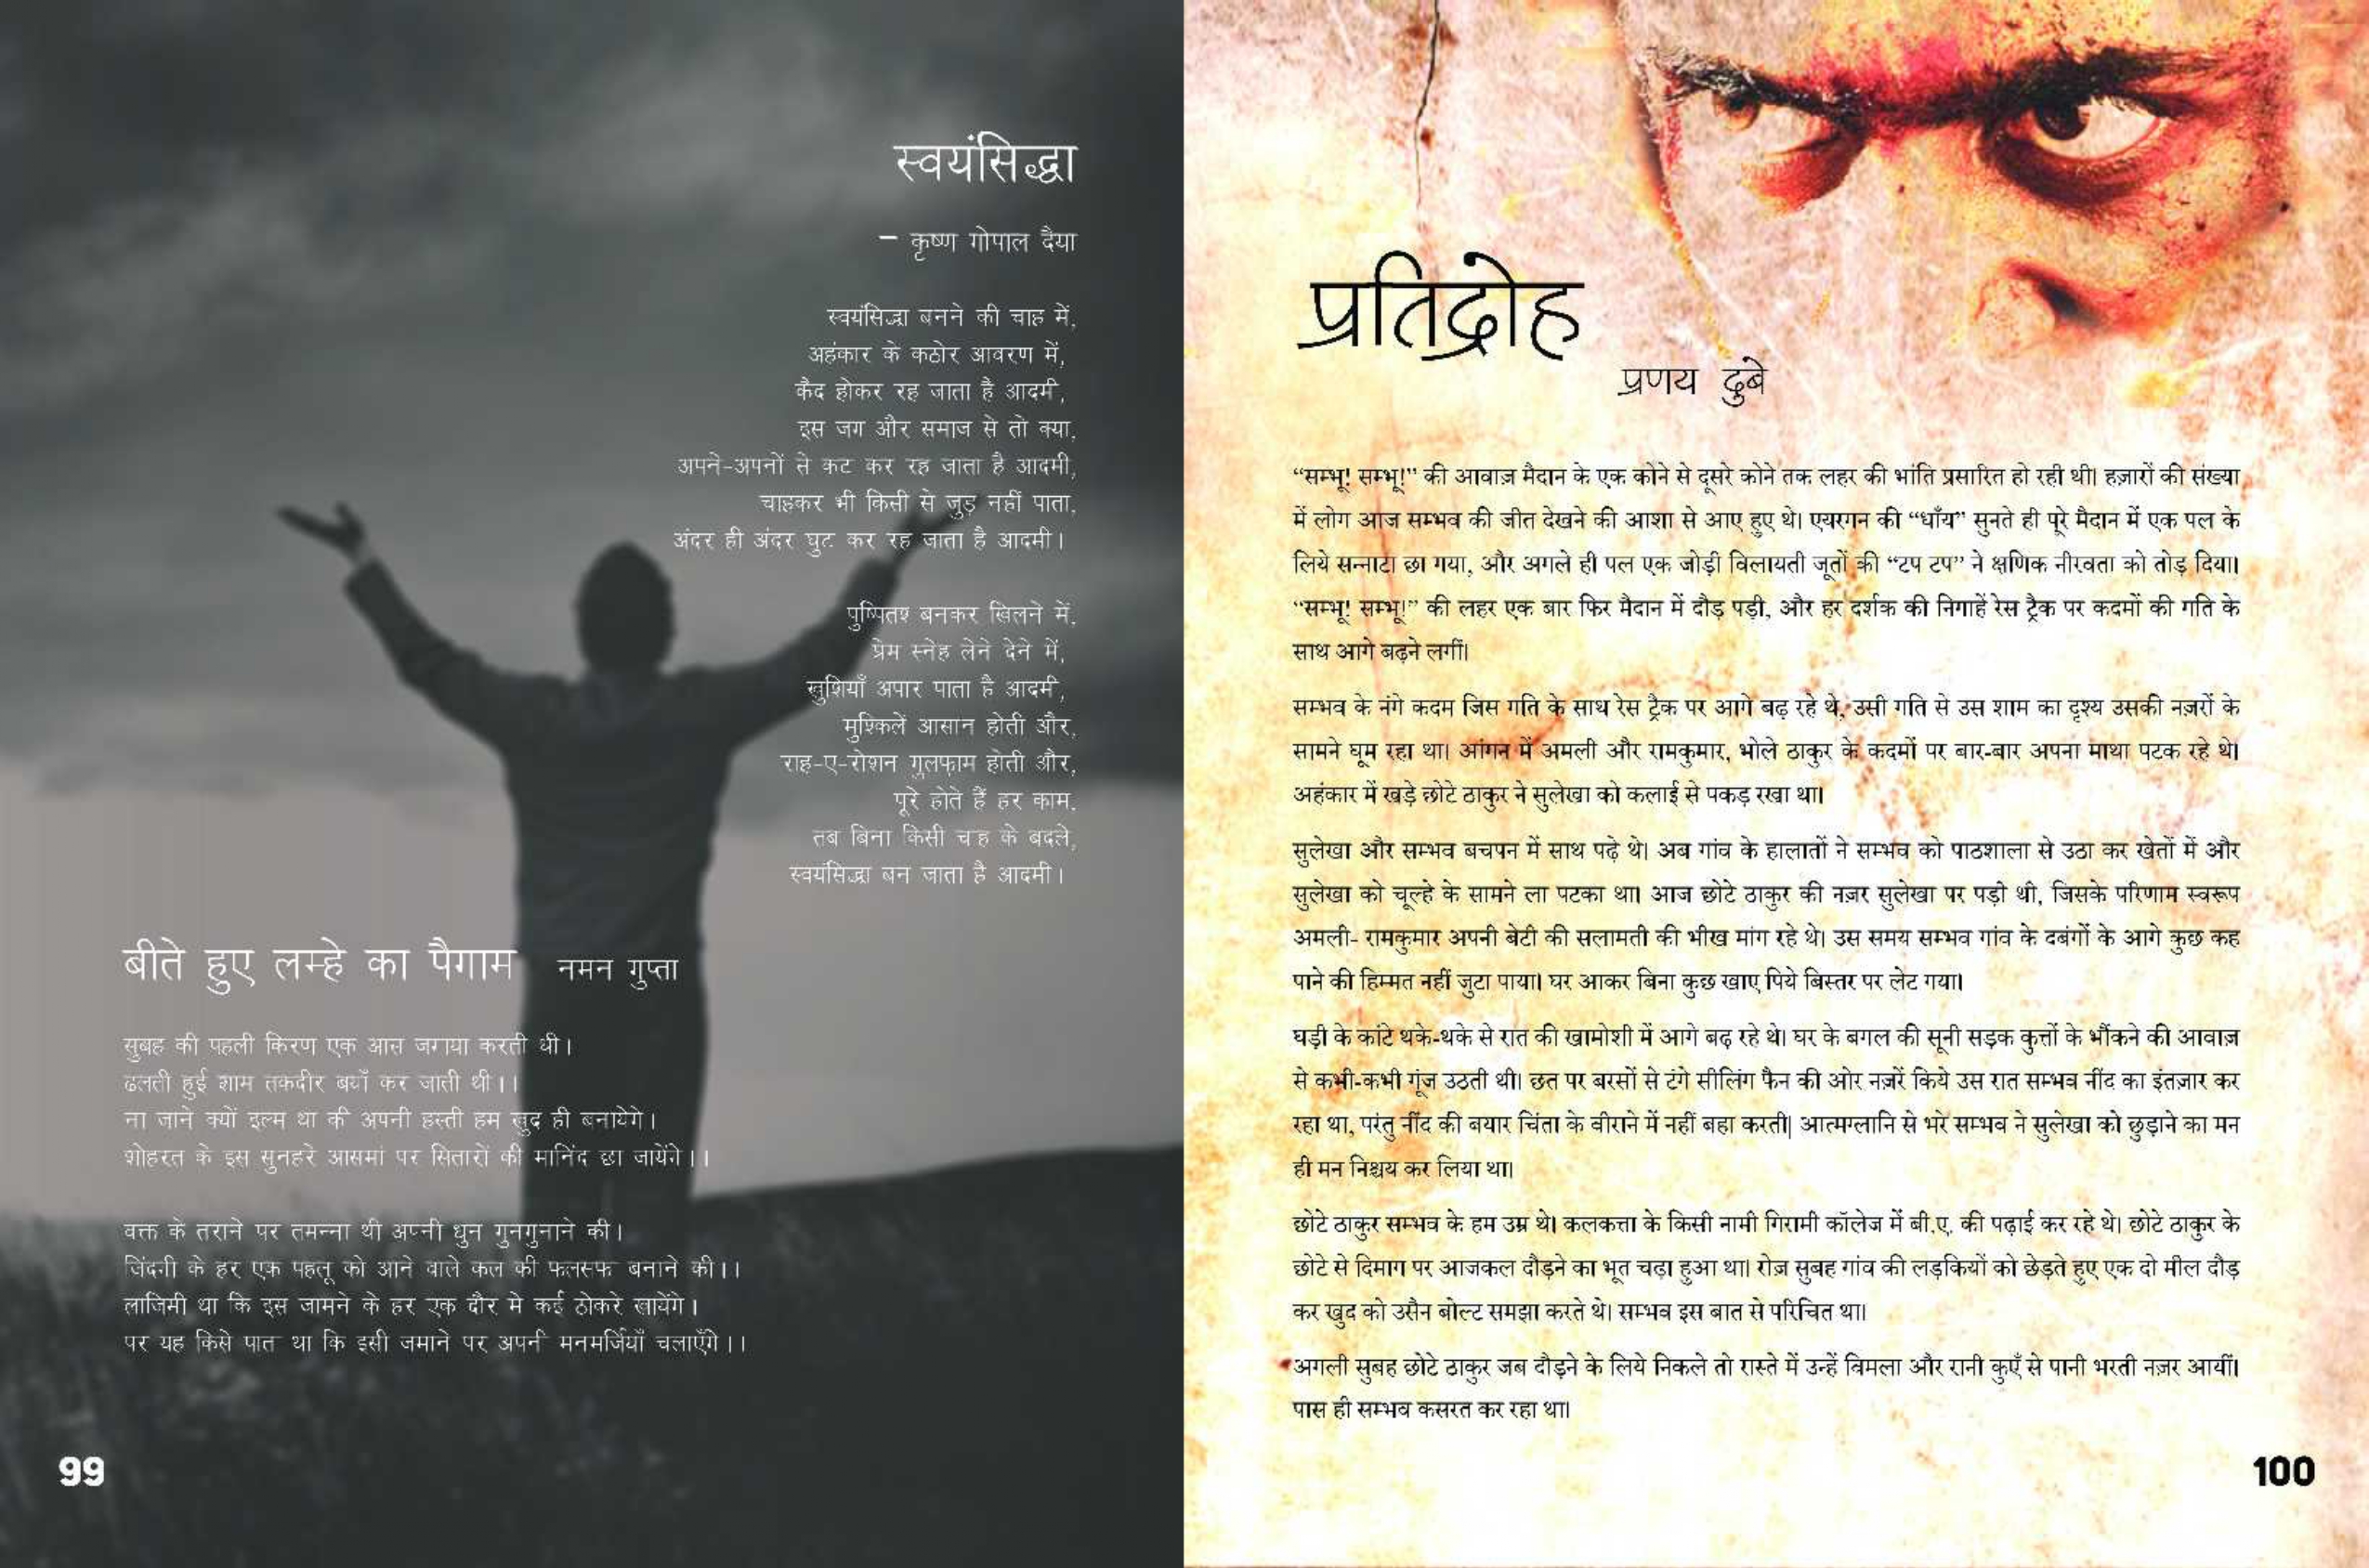 स्वयंसिद्धा
– कृष्ण गोपाल दैया
स्वयंसिद्धा बनने की चाह में,
अहंकार के कठोर आवरण में,
कैद होकर रह जाता है आदमी,
इस जग और समाज से तो क्या,
अपने-अपनों से कट कर रह जाता है आदमी,
चाहकर भी किसी से जुड़ नहीं पाता,
अंदर ही अंदर घुट कर रह जाता है आदमी।
बनकर खिलने में,
प्रेम स्नेह लेने देने में,
खुशियाँ अपार पाता है आदमी,
मुश्किलें आसान होती और,
राह-ए-रोशन गुलफ़ाम होती और,
पूरे होते हैं हर काम,
तब बिना किसी चाह के बदले,
स्वयंसिद्धा बन जाता है आदमी।
बीते हुए लम्हे का पैगाम नमन गुप्ता
सुबह की पहली किरण एक आस जगाया करती थी।
ढलती हुई शाम तकदीर बयाँ कर जाती थी।।
ना जाने क्यों इल्म था की अपनी हस्ती हम खुद ही बनायेगे।
शोहरत के इस सुनहरे आसमां पर सितारों की मानिंद छा जायेंगे।।
वक्त के तराने पर तमन्ना थी अपनी धुन गुनगुनाने की।
जिंदगी के हर एक पहलू को आने वाले कल की बनाने की।।
लाजिमी था कि इस जामने के हर एक दौर मे कई ठोकरे खायेंगे।
पर यह किसे था कि इसी जमाने पर अपनी मनमर्जियाँ चलाएँगे।।
99
प्रतिद्रोह
प्रणय दुबे
“सम्भू! सम्भू!" की आवाज़ मैदान के एक कोने से दूसरे कोने तक लहर की भांति प्रसारित हो रही थी। हज़ारों की संख्या
में लोग आज सम्भव की जीत देखने की आशा से आए हुए थे। एयरगन की “धाँय” सुनते ही पूरे मैदान में एक पल के
लिये सन्नाटा छा गया, और अगले ही पल एक जोड़ी विलायती जूतों की “टप टप” ने क्षणिक नीरवता को तोड़ दिया।
“सम्भू! सम्भू!” की लहर एक बार फिर मैदान में दौड़ पड़ी, और हर दर्शक की निगाहें रेस ट्रैक पर कदमों की गति के
साथ आगे बढ़ने लगीं।
सम्भव के नंगे कदम जिस गति के साथ रेस ट्रैक पर आगे बढ़ रहे थे, उसी गति से उस शाम का दृश्य उसकी नज़रों के
सामने घूम रहा था। आंगन में अमली और रामकुमार, भोले ठाकुर के कदमों पर बार-बार अपना माथा पटक रहे थे।
अहंकार में खड़े छोटे ठाकुर ने सुलेखा को कलाई से पकड़ रखा था।
सुलेखा और सम्भव बचपन में साथ पढ़े थे। अब गांव के हालातों ने सम्भव को पाठशाला से उठा कर खेतों में और
सुलेखा को चूल्हे के सामने ला पटका था। आज छोटे ठाकुर की नज़र सुलेखा पर पड़ी थी, जिसके परिणाम स्वरूप
अमली- रामकुमार अपनी बेटी की सलामती की भीख मांग रहे थे। उस समय सम्भव गांव के दबंगों के आगे कुछ कह
पाने की हिम्मत नहीं जुटा पाया। घर आकर बिना कुछ खाए पिये बिस्तर पर लेट गया।
घड़ी के कांटे थके-थके से रात की खामोशी में आगे बढ़ रहे थे। घर के बगल की सूनी सड़क कुत्तों के भौंकने की आवाज़
से कभी-कभी गूंज उठती थी। छत पर बरसों से टंगे सीलिंग फैन की ओर नज़रें किये उस रात सम्भव नींद का इंतज़ार कर
रहा था, परंतु नींद की बयार चिंता के वीराने में नहीं बहा करती| आत्मग्लानि से भरे सम्भव ने सुलेखा को छुड़ाने का मन
ही मन निश्चय कर लिया था।
छोटे ठाकुर सम्भव के हम उम्र थे। कलकत्ता के किसी नामी गिरामी कॉलेज में बी.ए. की पढ़ाई कर रहे थे। छोटे ठाकुर के
छोटे से दिमाग पर आजकल दौड़ने का भूत चढ़ा हुआ था। रोज़ सुबह गांव की लड़कियों को छेड़ते हुए एक दो मील दौड़
कर खुद को उसैन बोल्ट समझा करते थे। सम्भव इस बात से परिचित था।
अगली सुबह छोटे ठाकुर जब दौड़ने के लिये निकले तो रास्ते में उन्हें विमला और रानी कुएँ से पानी भरती नज़र आयीं।
पास ही सम्भव कसरत कर रहा था।
100